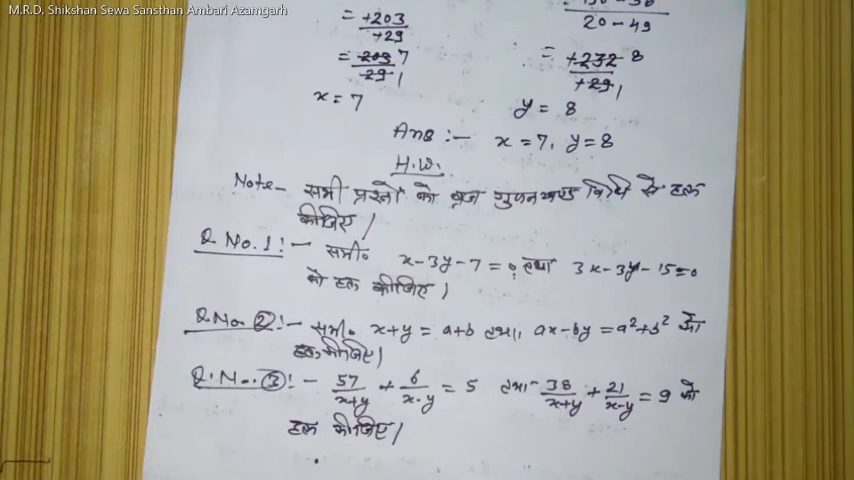 M.R.D. Shikshan Sewa Sansthan Ambari Azamgarh
= +203/+29
20-49
= 203/29 7/1
= +232/+29 8/1
x = 7
y = 8
Ans :- x = 7, y = 8
H.W.
Note- सभी प्रश्नों को बृज गुणनखण्ड विधि से हल
कीजिए।
Q No. 1:- समी० x-3y-7=0 तथा 3x-3y-15=0
को हल कीजिए।
Q No. 2:- समी० x+y = a+b तथा ax-by = a²+b² को
हल कीजिए।
Q. No. 3:- 57/x+y + 6/x-y = 5 तथा 38/x+y + 21/x-y = 9 को
हल कीजिए।